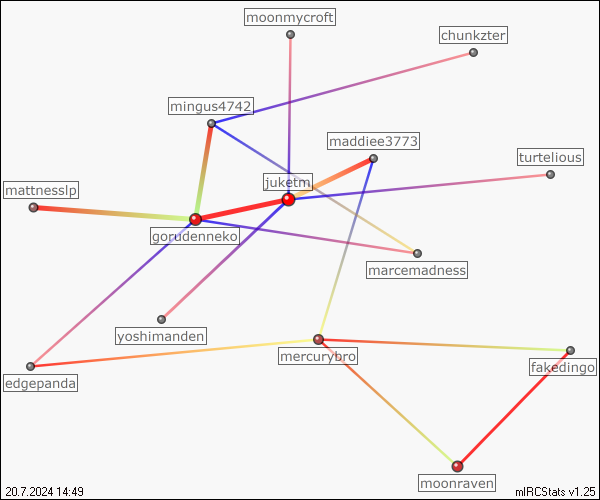 moonmycroft
chunkzter
mingus4742
maddiee3773
turtelious
juketm
mattnesslp
gorudenneko
marcemadness
yoshimanden
mercurybro
fakedingo
edgepanda
moonraven
20.7.2024 14:49
mIRCStats v1.25